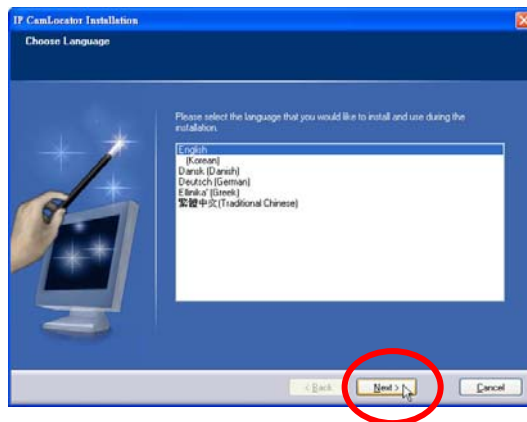 IP CamLocator Installation
Choose Language
Please select the language that you would like to install and use during the
installation.
English
(Korean)
Dansk (Danish)
Deutsch (German)
Ellinika' (Greek)
繁體中文(Traditional Chinese)
< Back
Next >
Cancel